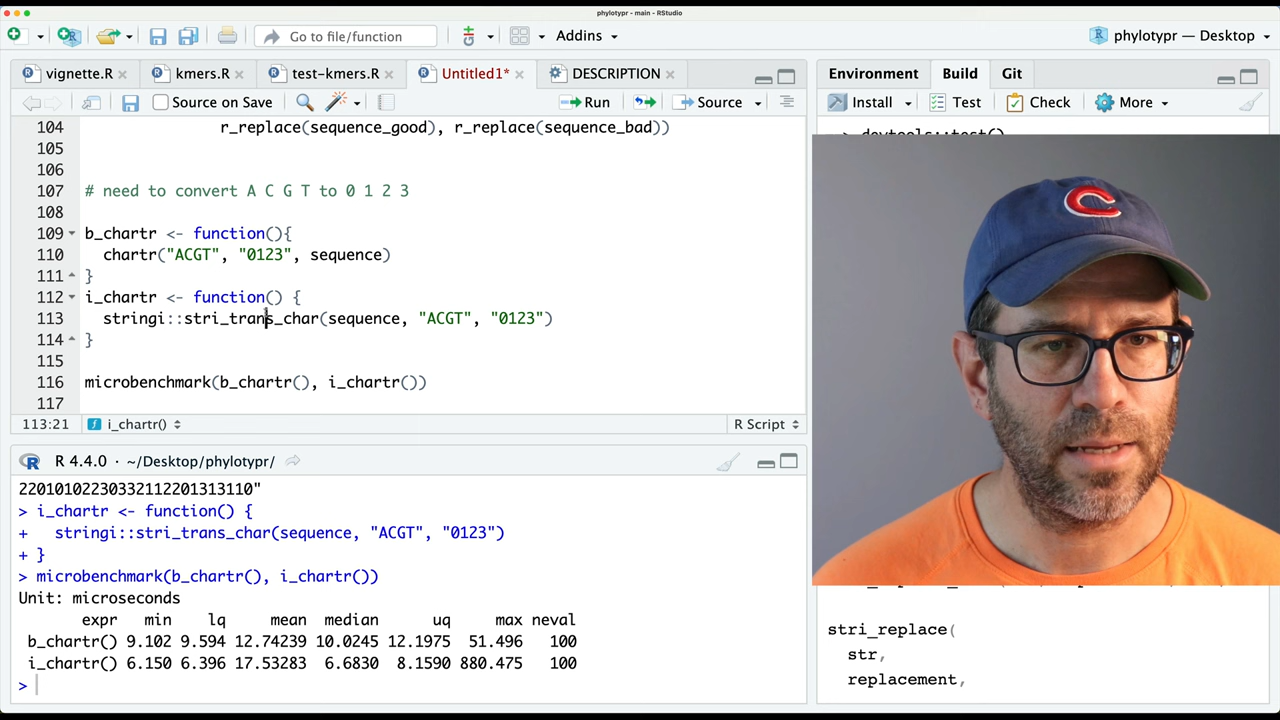 phylotypr - main - RStudio
Go to file/function
Addins
phylotypr — Desktop
vignette.R
kmers.R
test-kmers.R
Untitled1*
DESCRIPTION
Source on Save
Run
Source
Environment
Build
Git
Install
Test
Check
More
> devtools::test()
104 r_replace(sequence_good), r_replace(sequence_bad))
105
106
107 # need to convert A C G T to 0 1 2 3
108
109 b_chartr <- function(){
110 chartr("ACGT", "0123", sequence)
111 }
112 i_chartr <- function() {
113 stringi::stri_trans_char(sequence, "ACGT", "0123")
114 }
115
116 microbenchmark(b_chartr(), i_chartr())
117
113:21
i_chartr()
R Script
R 4.4.0 · ~/Desktop/phylotypr/
22010102230332112201313110"
> i_chartr <- function() {
+ stringi::stri_trans_char(sequence, "ACGT", "0123")
+ }
> microbenchmark(b_chartr(), i_chartr())
Unit: microseconds
expr min lq mean median uq max neval
b_chartr() 9.102 9.594 12.74239 10.0245 12.1975 51.496 100
i_chartr() 6.150 6.396 17.53283 6.6830 8.1590 880.475 100
>
stri_replace(
str,
replacement,